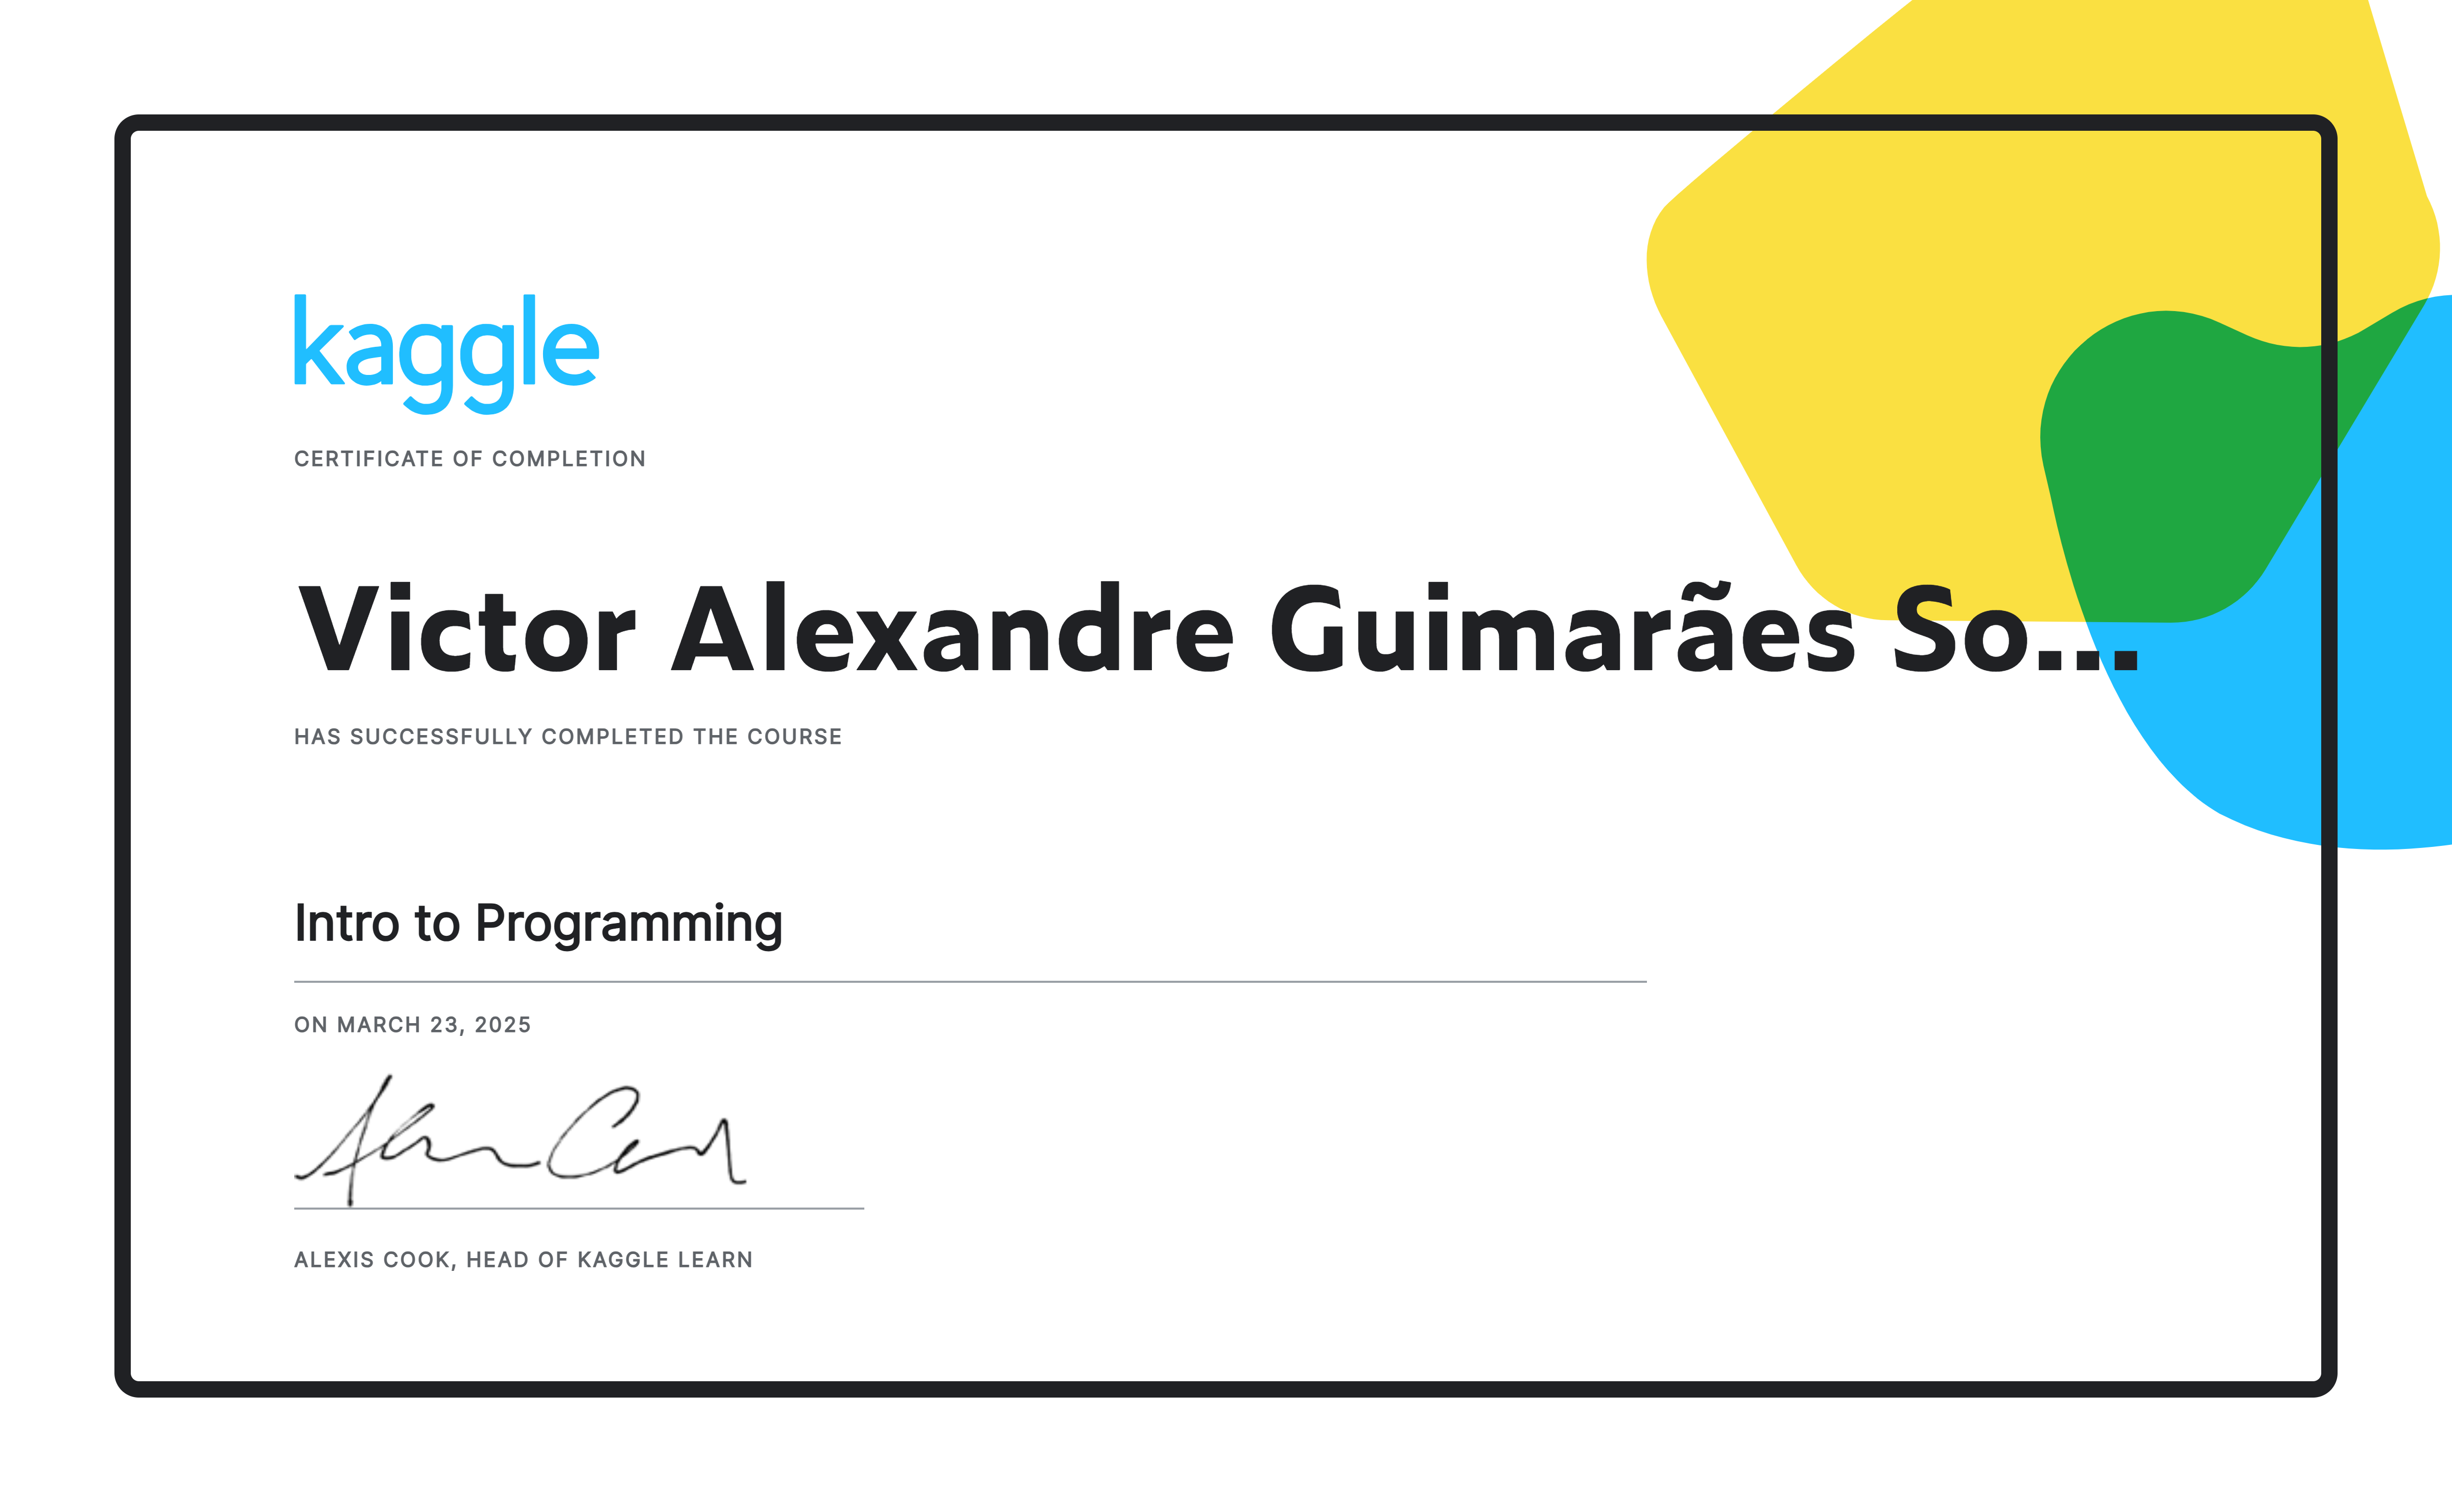 kaggle
CERTIFICATE OF COMPLETION
Victor Alexandre Guimarães So...
HAS SUCCESSFULLY COMPLETED THE COURSE
Intro to Programming
ON MARCH 23, 2025
ALEXIS COOK, HEAD OF KAGGLE LEARN